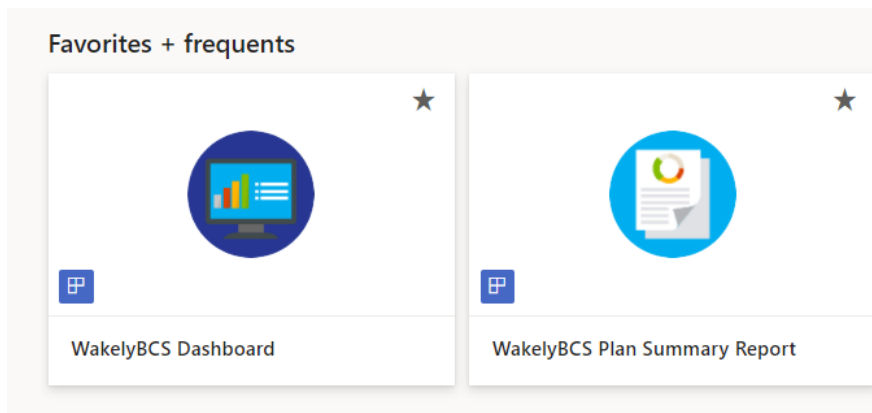 Favorites + frequents
WakelyBCS Dashboard
WakelyBCS Plan Summary Report